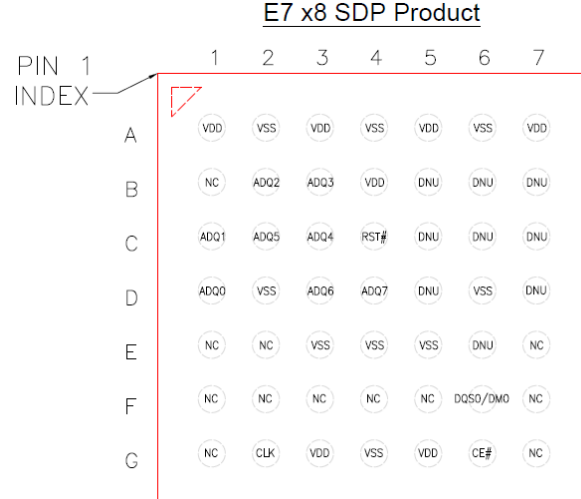 E7 x8 SDP Product
PIN 1
INDEX
1 2 3 4 5 6 7
A VDD VSS VDD VSS VDD VSS VDD
B NC ADQ2 ADQ3 VDD DNU DNU DNU
C ADQ1 ADQ5 ADQ4 RST# DNU DNU DNU
D ADQ0 VSS ADQ6 ADQ7 DNU VSS DNU
E NC NC VSS VSS VSS DNU NC
F NC NC NC NC NC DQS0/DM0 NC
G NC CLK VDD VSS VDD CE# NC